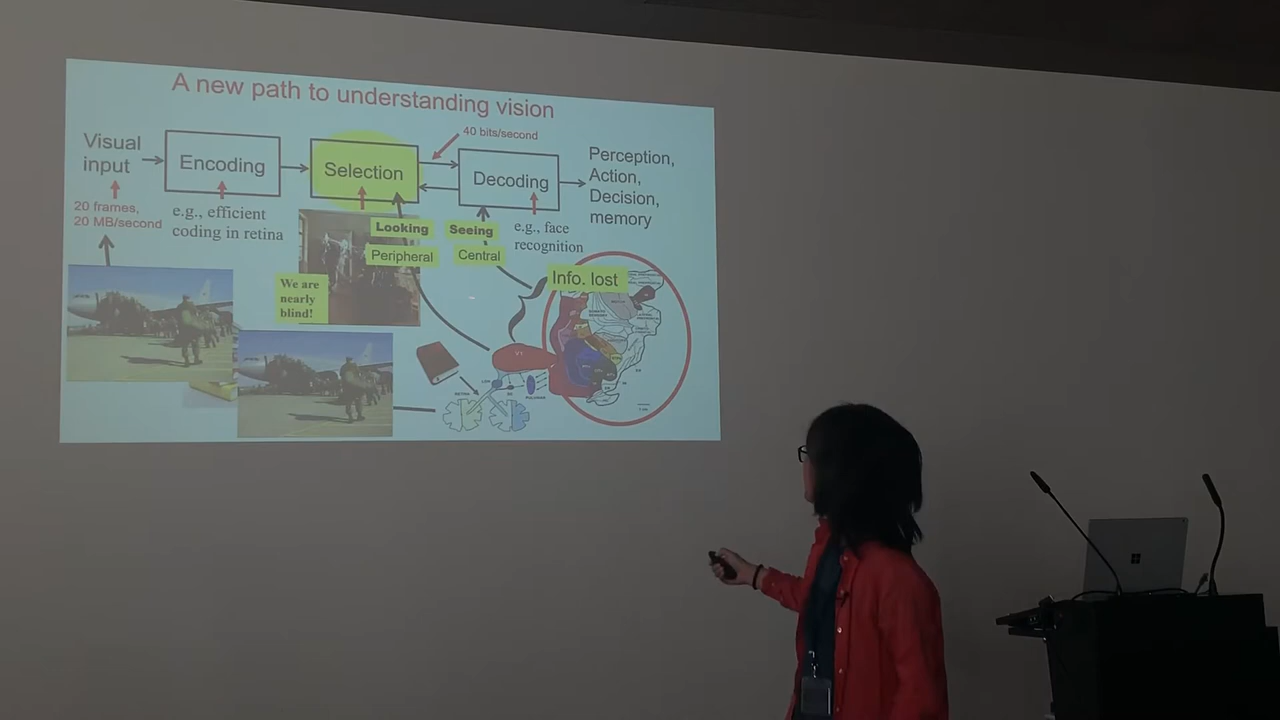 A new path to understanding vision
40 bits/second
Visual
input
Encoding
Selection
Decoding
Perception,
Action,
Decision,
memory
20 frames,
20 MB/second
e.g., efficient
coding in retina
Looking
Seeing
e.g., face
recognition
Peripheral
Central
Info. lost
We are
nearly
blind!